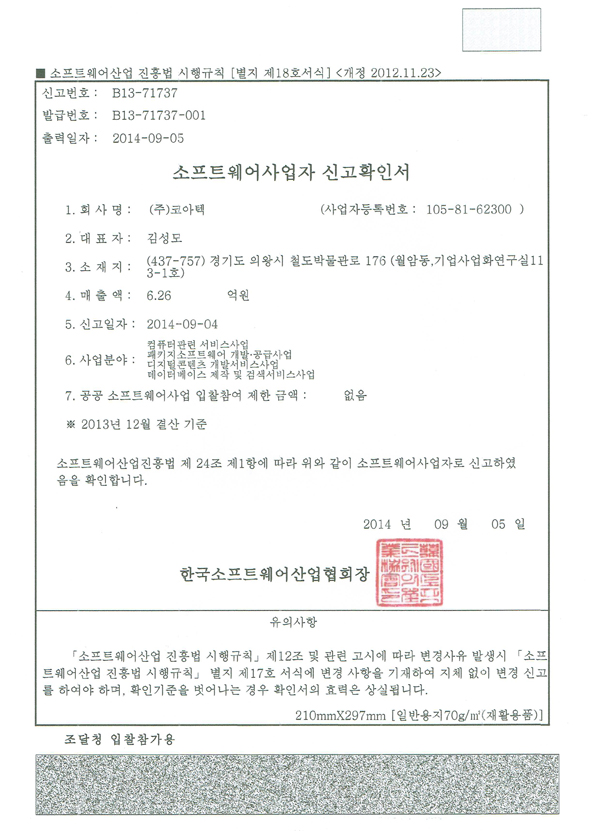 ■ 소프트웨어산업 진흥법 시행규칙 [별지 제18호서식] <개정 2012.11.23>
신고번호 : B13-71737
발급번호 : B13-71737-001
출력일자 : 2014-09-05
소프트웨어사업자 신고확인서
1. 회 사 명 : (주)코아텍 (사업자등록번호 : 105-81-62300 )
2. 대 표 자 : 김성모
3. 소 재 지 : (437-757) 경기도 의왕시 철도박물관로 176 (월암동,기업사업화연구실11
3-1호)
4. 매 출 액 : 6.26 억원
5. 신고일자 : 2014-09-04
6. 사업분야 : 컴퓨터관련 서비스사업
패키지소프트웨어 개발·공급사업
디지털콘텐츠 개발서비스사업
데이터베이스 제작 및 검색서비스사업
7. 공공 소프트웨어사업 입찰참여 제한 금액 : 없음
※ 2013년 12월 결산 기준
소프트웨어산업진흥법 제 24조 제1항에 따라 위와 같이 소프트웨어사업자로 신고하였
음을 확인합니다.
2014 년 09 월 05 일
한국소프트웨어산업협회장
유의사항
「소프트웨어산업 진흥법 시행규칙」제12조 및 관련 고시에 따라 변경사유 발생시 「소프
트웨어산업 진흥법 시행규칙」 별지 제17호 서식에 변경 사항을 기재하여 지체 없이 변경 신고
를 하여야 하며, 확인기준을 벗어나는 경우 확인서의 효력은 상실됩니다.
210mmX297mm [일반용지70g/㎡(재활용품)]
조달청 입찰참가용